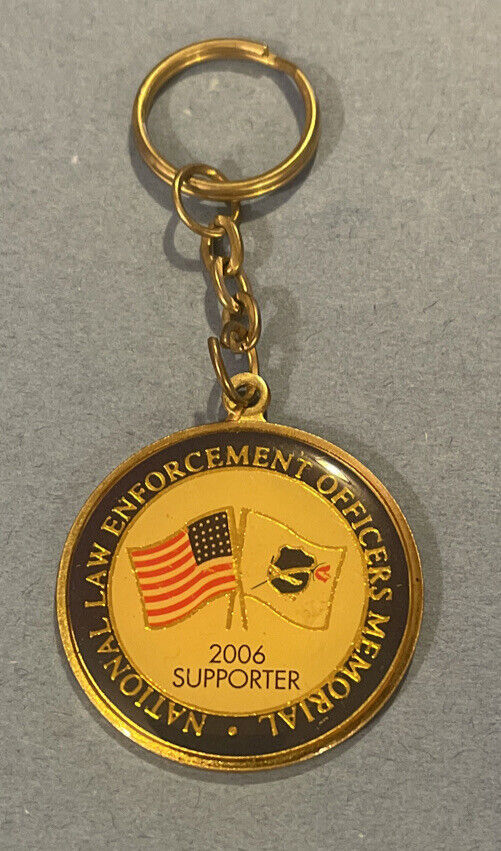 NATIONAL LAW ENFORCEMENT OFFICERS MEMORIAL •
2006
SUPPORTER